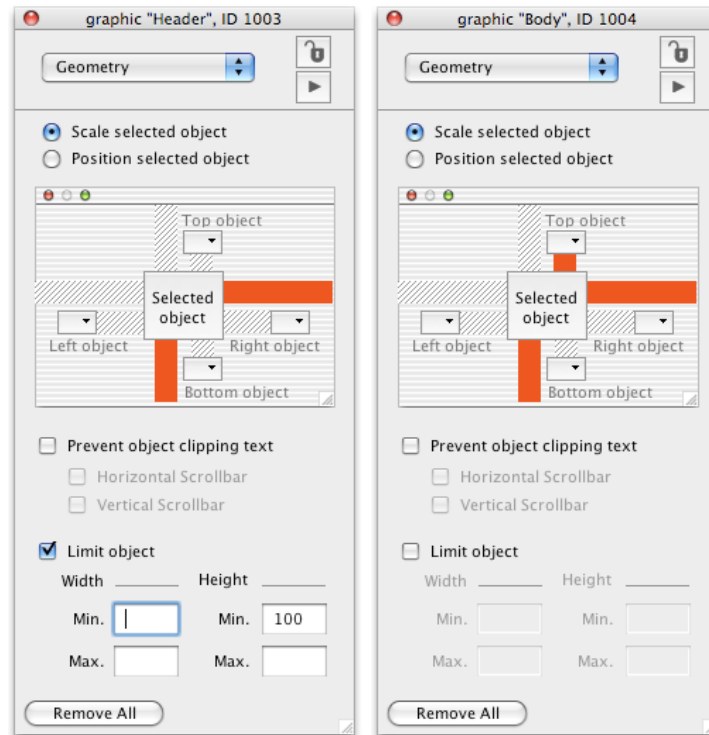 graphic "Header", ID 1003
Geometry
Scale selected object
Position selected object
Top object
Selected
object
Left object
Right object
Bottom object
Prevent object clipping text
Horizontal Scrollbar
Vertical Scrollbar
Limit object
Width
Height
Min.
Min. 100
Max.
Max.
Remove All
graphic "Body", ID 1004
Geometry
Scale selected object
Position selected object
Top object
Selected
object
Left object
Right object
Bottom object
Prevent object clipping text
Horizontal Scrollbar
Vertical Scrollbar
Limit object
Width
Height
Min.
Min.
Max.
Max.
Remove All